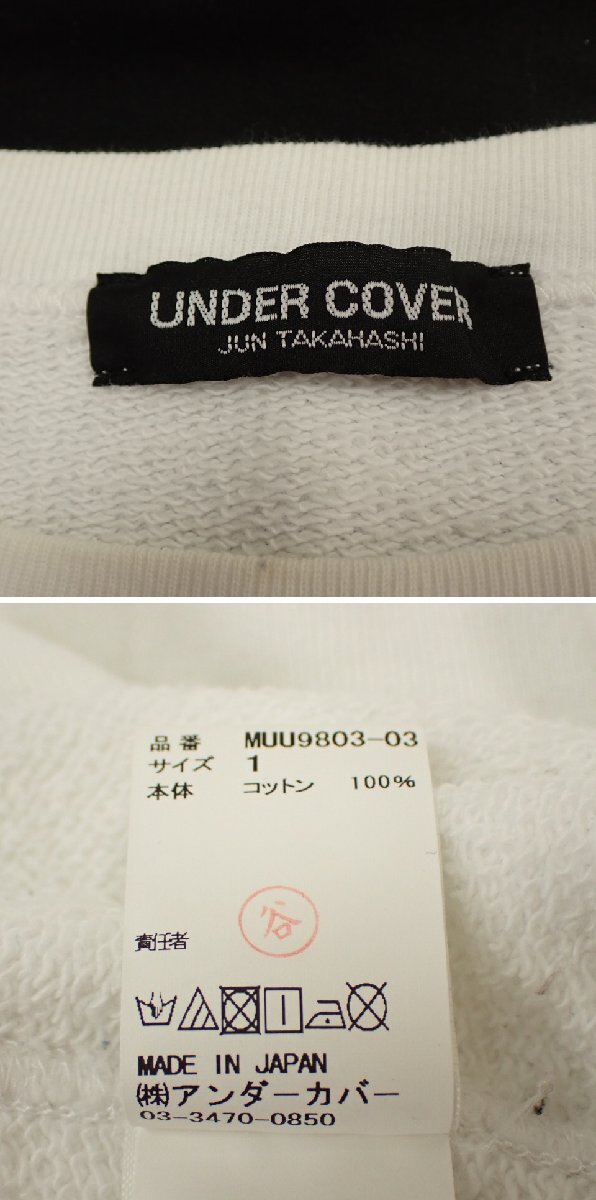 UNDER COVER
JUN TAKAHASHI
品番 MUU9803-03
サイズ 1
本体 コットン 100%
谷
責任者
MADE IN JAPAN
㈱アンダーカバー
03-3470-0850